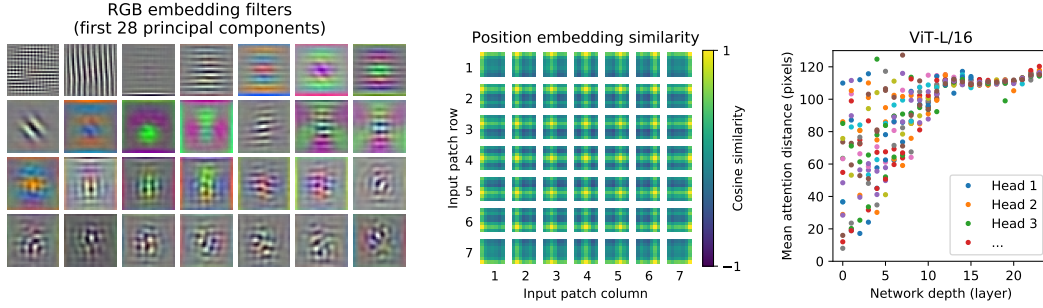 RGB embedding filters
(first 28 principal components)
Position embedding similarity
1
2
3
4
5
6
7
Input patch row
1 2 3 4 5 6 7
Input patch column
1
−1
Cosine similarity
ViT-L/16
120
100
80
60
40
20
0
Mean attention distance (pixels)
Head 1
Head 2
Head 3
...
0 5 10 15 20
Network depth (layer)